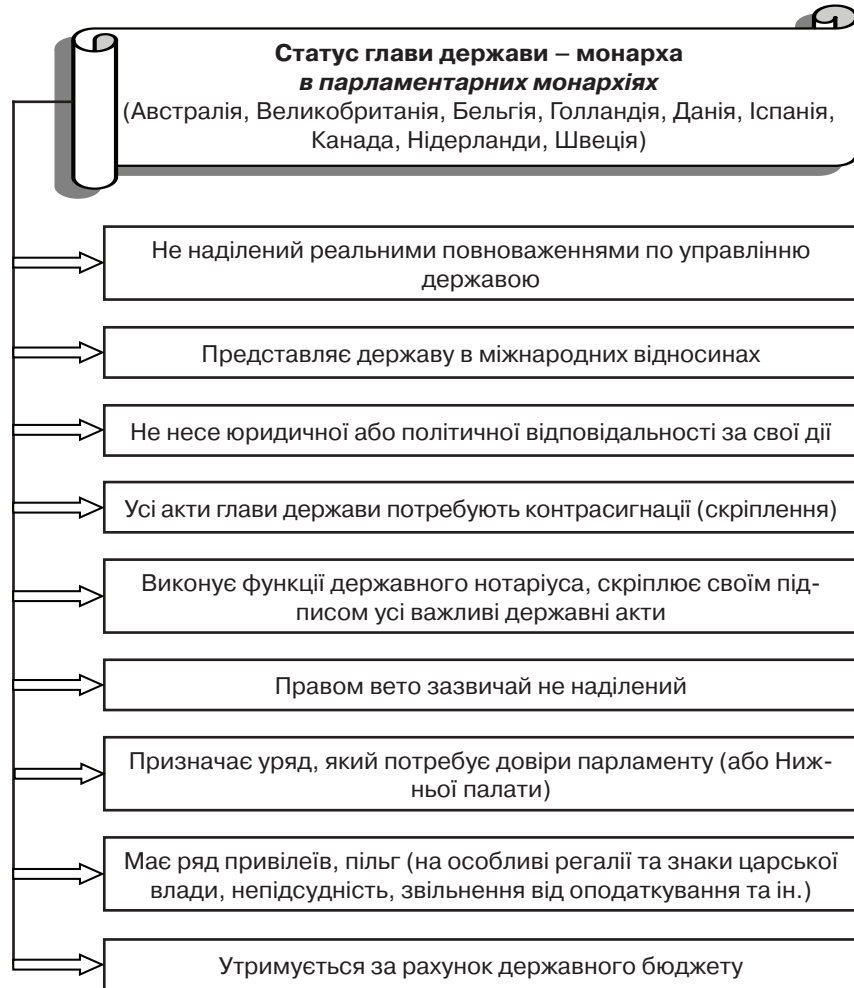 Статус глави держави – монарха
в парламентарних монархіях
(Австралія, Великобританія, Бельгія, Голландія, Данія, Іспанія,
Канада, Нідерланди, Швеція)
Не наділений реальними повноваженнями по управлінню
державою
Представляє державу в міжнародних відносинах
Не несе юридичної або політичної відповідальності за свої дії
Усі акти глави держави потребують контрасигнації (скріплення)
Виконує функції державного нотаріуса, скріплює своїм під-
писом усі важливі державні акти
Правом вето зазвичай не наділений
Призначає уряд, який потребує довіри парламенту (або Ниж-
ньої палати)
Має ряд привілеїв, пільг (на особливі регалії та знаки царської
влади, непідсудність, звільнення від оподаткування та ін.)
Утримується за рахунок державного бюджету